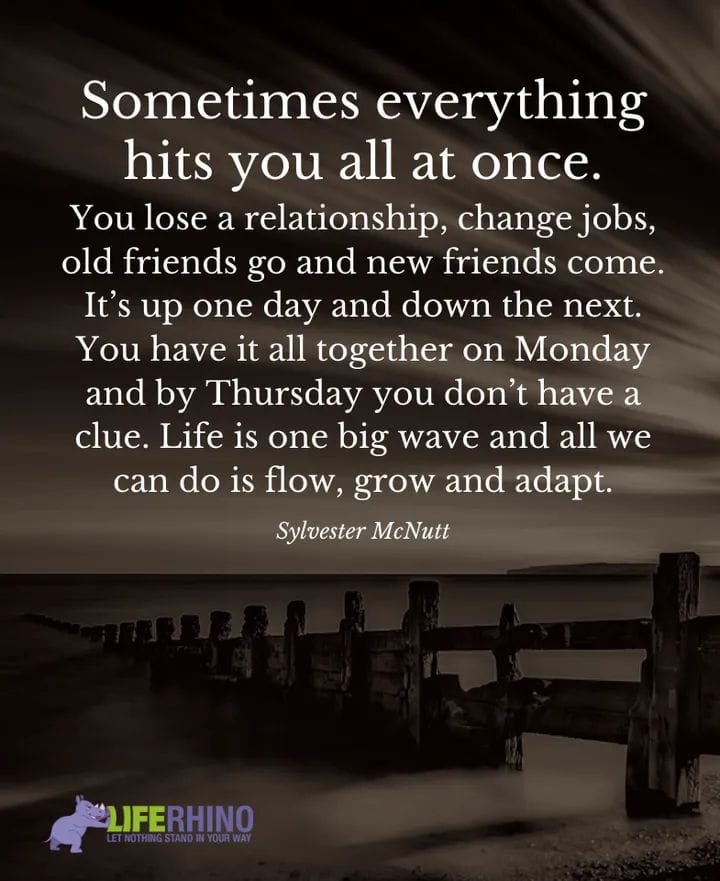 Sometimes everything
hits you all at once.
You lose a relationship, change jobs,
old friends go and new friends come.
It’s up one day and down the next.
You have it all together on Monday
and by Thursday you don’t have a
clue. Life is one big wave and all we
can do is flow, grow and adapt.
Sylvester McNutt
LIFERHINO
LET NOTHING STAND IN YOUR WAY